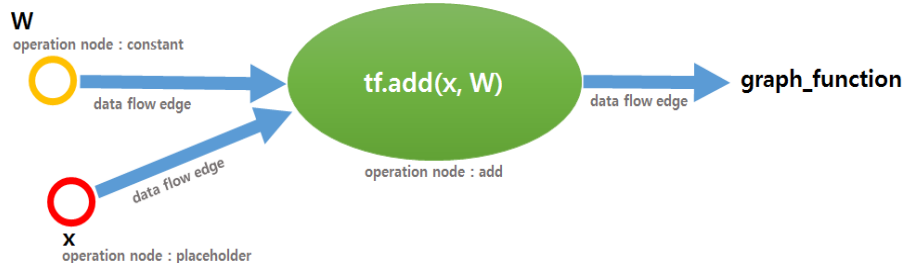 W
operation node : constant
data flow edge
tf.add(x, W)
data flow edge
graph_function
data flow edge
operation node : add
x
operation node : placeholder